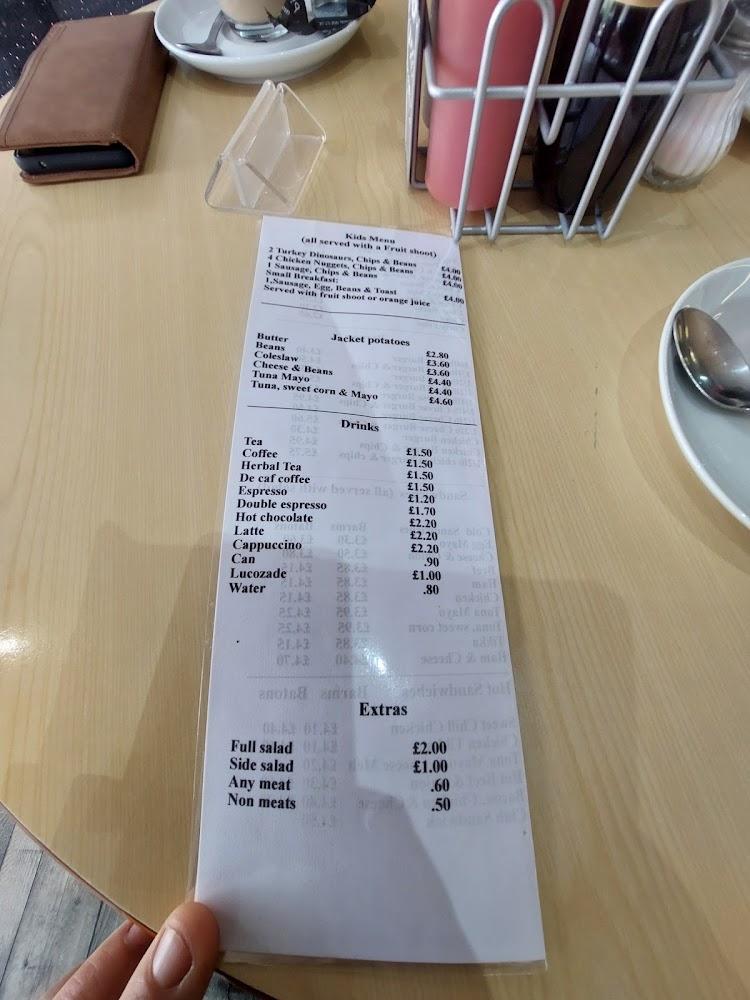 Kids Menu
(all served with a Fruit shoot)
2 Turkey Dinosaurs, Chips & Beans £4.00
4 Chicken Nuggets, Chips & Beans £4.00
1 Sausage, Chips & Beans £4.00
Small Breakfast:
1,Sausage, Egg, Beans & Toast £4.00
Served with fruit shoot or orange juice
Jacket potatoes
Butter £2.80
Beans £3.60
Coleslaw £3.60
Cheese & Beans £4.40
Tuna Mayo £4.40
Tuna, sweet corn & Mayo £4.60
Drinks
Tea £1.50
Coffee £1.50
Herbal Tea £1.50
De caf coffee £1.50
Espresso £1.20
Double espresso £1.70
Hot chocolate £2.20
Latte £2.20
Cappuccino £2.20
Can .90
Lucozade £1.00
Water .80
Extras
Full salad £2.00
Side salad £1.00
Any meat .60
Non meats .50